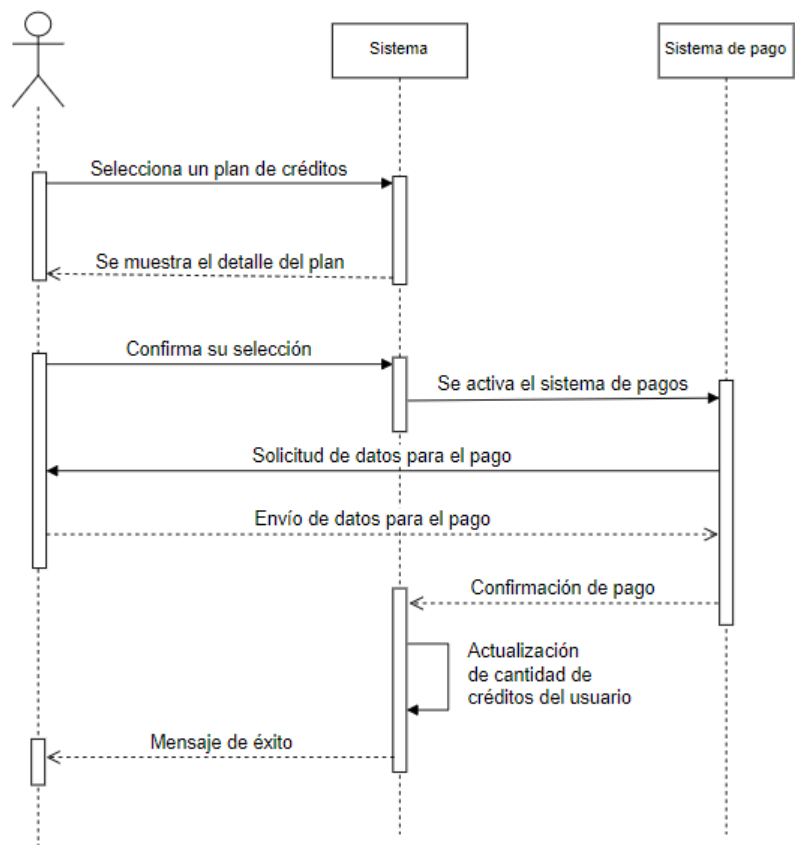 Sistema
Sistema de pago
Selecciona un plan de créditos
Se muestra el detalle del plan
Confirma su selección
Se activa el sistema de pagos
Solicitud de datos para el pago
Envío de datos para el pago
Confirmación de pago
Actualización
de cantidad de
créditos del usuario
Mensaje de éxito